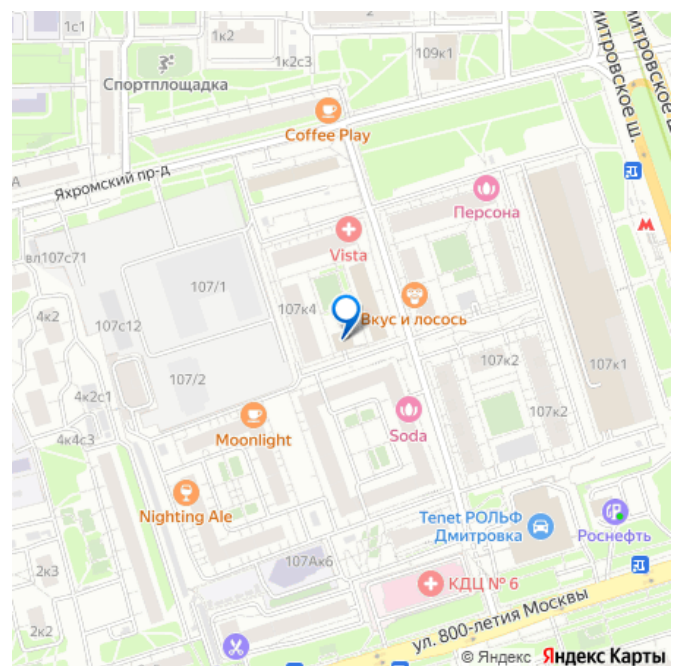 1с1
1к2
1к2с3
109к1
Дмитровское ш.
митровское ш.
Спортплощадка
Coffee Play
Яхромский пр-д
Персона
Vista
вл107с71
107/1
107к4
Вкус и лосось
4к2
107с12
107к2
107к1
107/2
4к2с1
107к2
4к4с3
Moonlight
Soda
Nighting Ale
Tenet РОЛЬФ
Дмитровка
Роснефть
107Ак6
2к3
КДЦ № 6
2к2
ул. 800-летия Москвы
© Яндекс Яндекс Карты